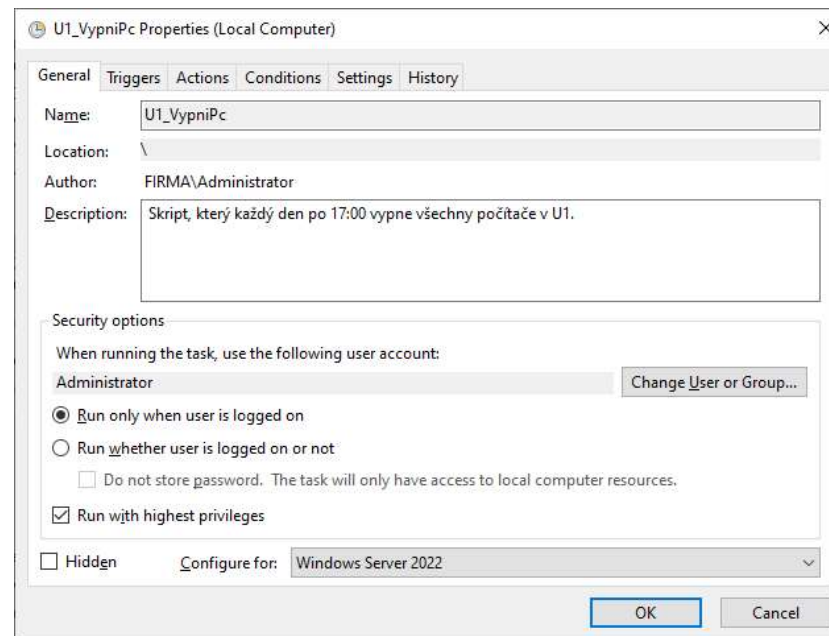 U1_VypniPc Properties (Local Computer)
General Triggers Actions Conditions Settings History
Name: U1_VypniPc
Location: \
Author: FIRMA\Administrator
Description: Skript, který každý den po 17:00 vypne všechny počítače v U1.
Security options
When running the task, use the following user account:
Administrator Change User or Group...
Run only when user is logged on
Run whether user is logged on or not
Do not store password. The task will only have access to local computer resources.
Run with highest privileges
Hidden Configure for: Windows Server 2022
OK Cancel